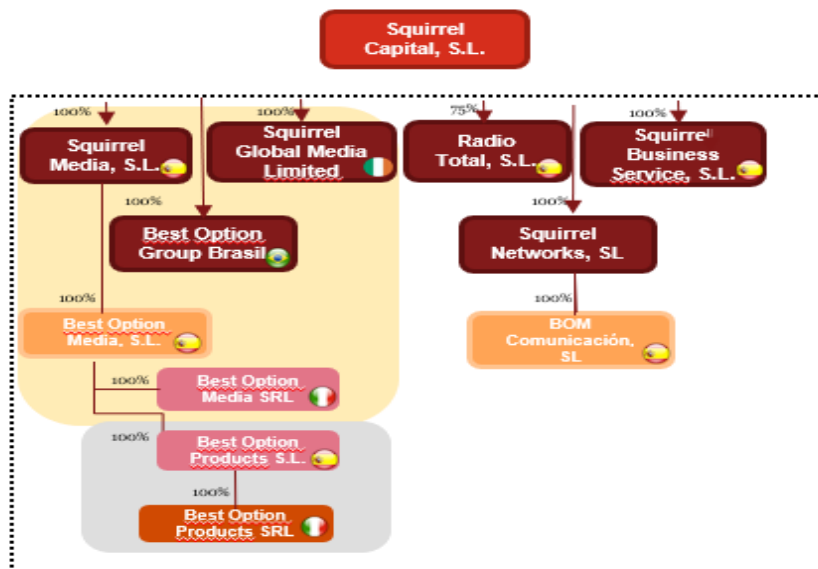 Squirrel
Capital, S.L.
100%
100%
75%
100%
Squirrel
Media, S.L.
Squirrel
Global Media
Limited
Radio
Total, S.L.
Squirrel
Business
Service, S.L.
100%
100%
Best Option
Group Brasil
Squirrel
Networks, SL
100%
100%
Best Option
Media, S.L.
BOM
Comunicación,
SL
100%
Best Option
Media SRL
100%
Best Option
Products S.L.
100%
Best Option
Products SRL